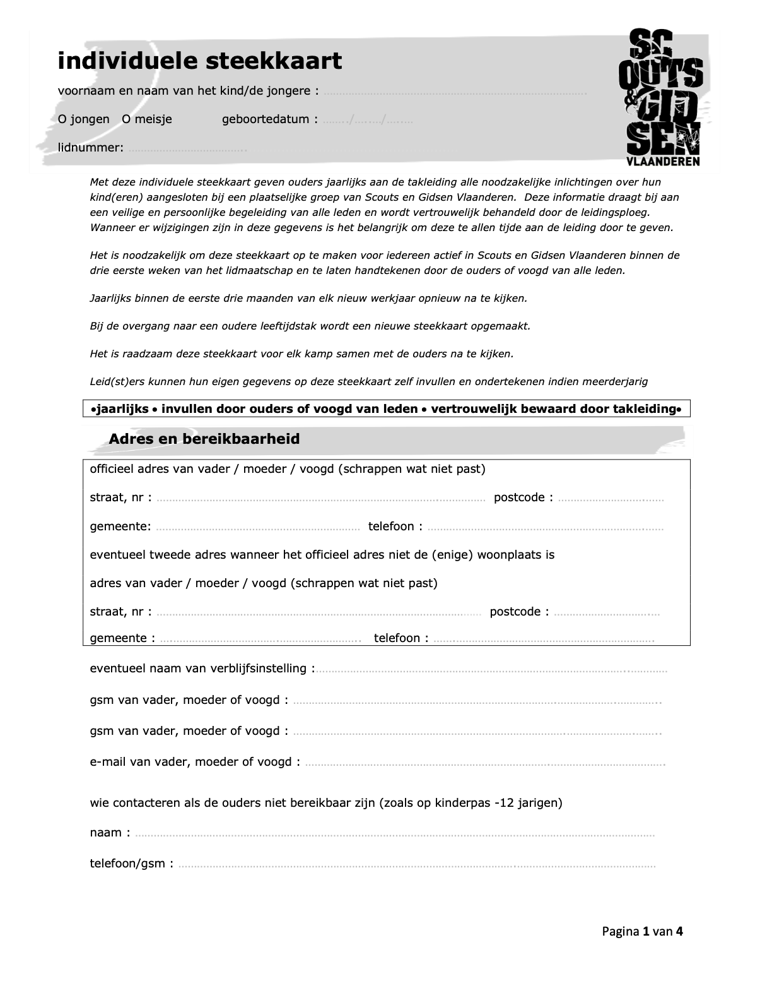 individuele steekkaart
voornaam en naam van het kind/de jongere : ........................................................................
O jongen O meisje geboortedatum : ......../......./........
lidnummer: .......................................
SC
OUTS
&GID
SEN
VLAANDEREN
Met deze individuele steekkaart geven ouders jaarlijks aan de takleiding alle noodzakelijke inlichtingen over hun
kind(eren) aangesloten bij een plaatselijke groep van Scouts en Gidsen Vlaanderen. Deze informatie draagt bij aan
een veilige en persoonlijke begeleiding van alle leden en wordt vertrouwelijk behandeld door de leidingsploeg.
Wanneer er wijzigingen zijn in deze gegevens is het belangrijk om deze te allen tijde aan de leiding door te geven.
Het is noodzakelijk om deze steekkaart op te maken voor iedereen actief in Scouts en Gidsen Vlaanderen binnen de
drie eerste weken van het lidmaatschap en te laten handtekenen door de ouders of voogd van alle leden.
Jaarlijks binnen de eerste drie maanden van elk nieuw werkjaar opnieuw na te kijken.
Bij de overgang naar een oudere leeftijdstak wordt een nieuwe steekkaart opgemaakt.
Het is raadzaam deze steekkaart voor elk kamp samen met de ouders na te kijken.
Leid(st)ers kunnen hun eigen gegevens op deze steekkaart zelf invullen en ondertekenen indien meerderjarig
•jaarlijks • invullen door ouders of voogd van leden • vertrouwelijk bewaard door takleiding•
Adres en bereikbaarheid
officieel adres van vader / moeder / voogd (schrappen wat niet past)
straat, nr : ........................................................................ postcode : ..............................
gemeente: .......................................................... telefoon : ..............................................................
eventueel tweede adres wanneer het officieel adres niet de (enige) woonplaats is
adres van vader / moeder / voogd (schrappen wat niet past)
straat, nr : ........................................................................ postcode : ..............................
gemeente : .......................................................... telefoon : ..............................................................
eventueel naam van verblijfsinstelling :..............................................................................
gsm van vader, moeder of voogd : ..............................................................................
gsm van vader, moeder of voogd : ..............................................................................
e-mail van vader, moeder of voogd : ..............................................................................
wie contacteren als de ouders niet bereikbaar zijn (zoals op kinderpas -12 jarigen)
naam : ........................................................................................................
telefoon/gsm : ..............................................................................................
Pagina 1 van 4